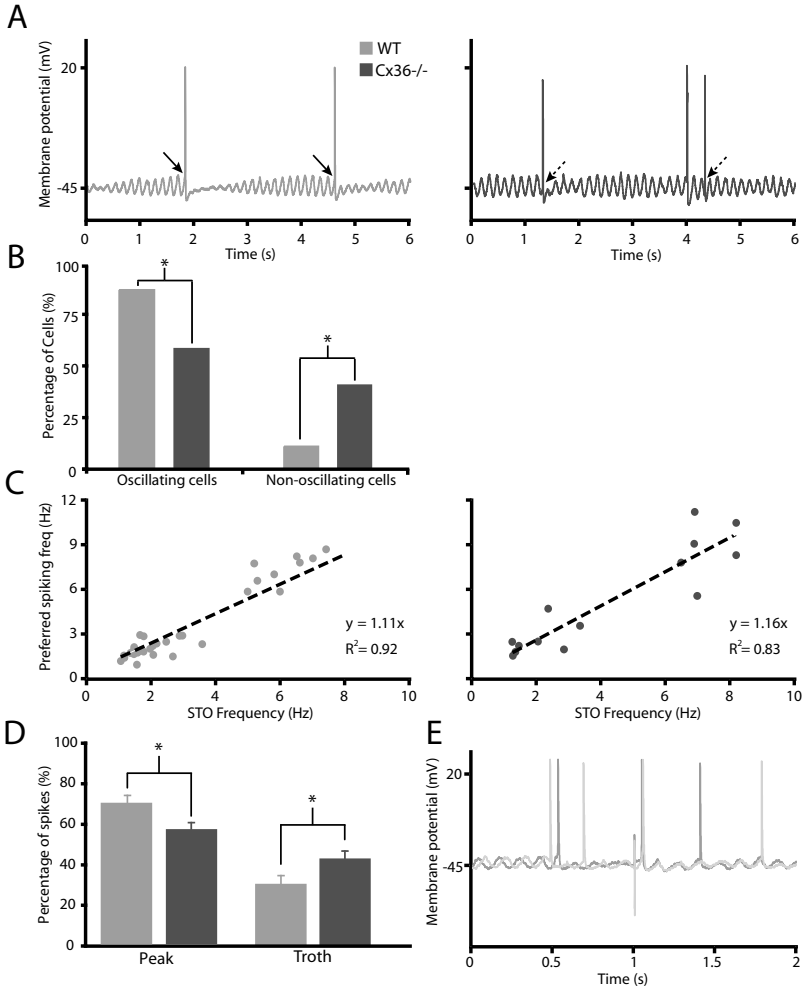 A
WT
Cx36-/-
Membrane potential (mV)
20
-45
0 1 2 3 4 5 6
Time (s)
0 1 2 3 4 5 6
Time (s)
B
Percentage of Cells (%)
100
75
50
25
0
*
*
Oscillating cells
Non-oscillating cells
C
Preferred spiking freq (Hz)
12
9
6
3
0
y = 1.11x
R²= 0.92
0 2 4 6 8 10
STO Frequency (Hz)
y = 1.16x
R²= 0.83
0 2 4 6 8 10
STO Frequency (Hz)
D
Percentage of spikes (%)
100
80
60
40
20
0
*
*
Peak
Troth
E
Membrane potential (mV)
20
-45
0 0.5 1 1.5 2
Time (s)